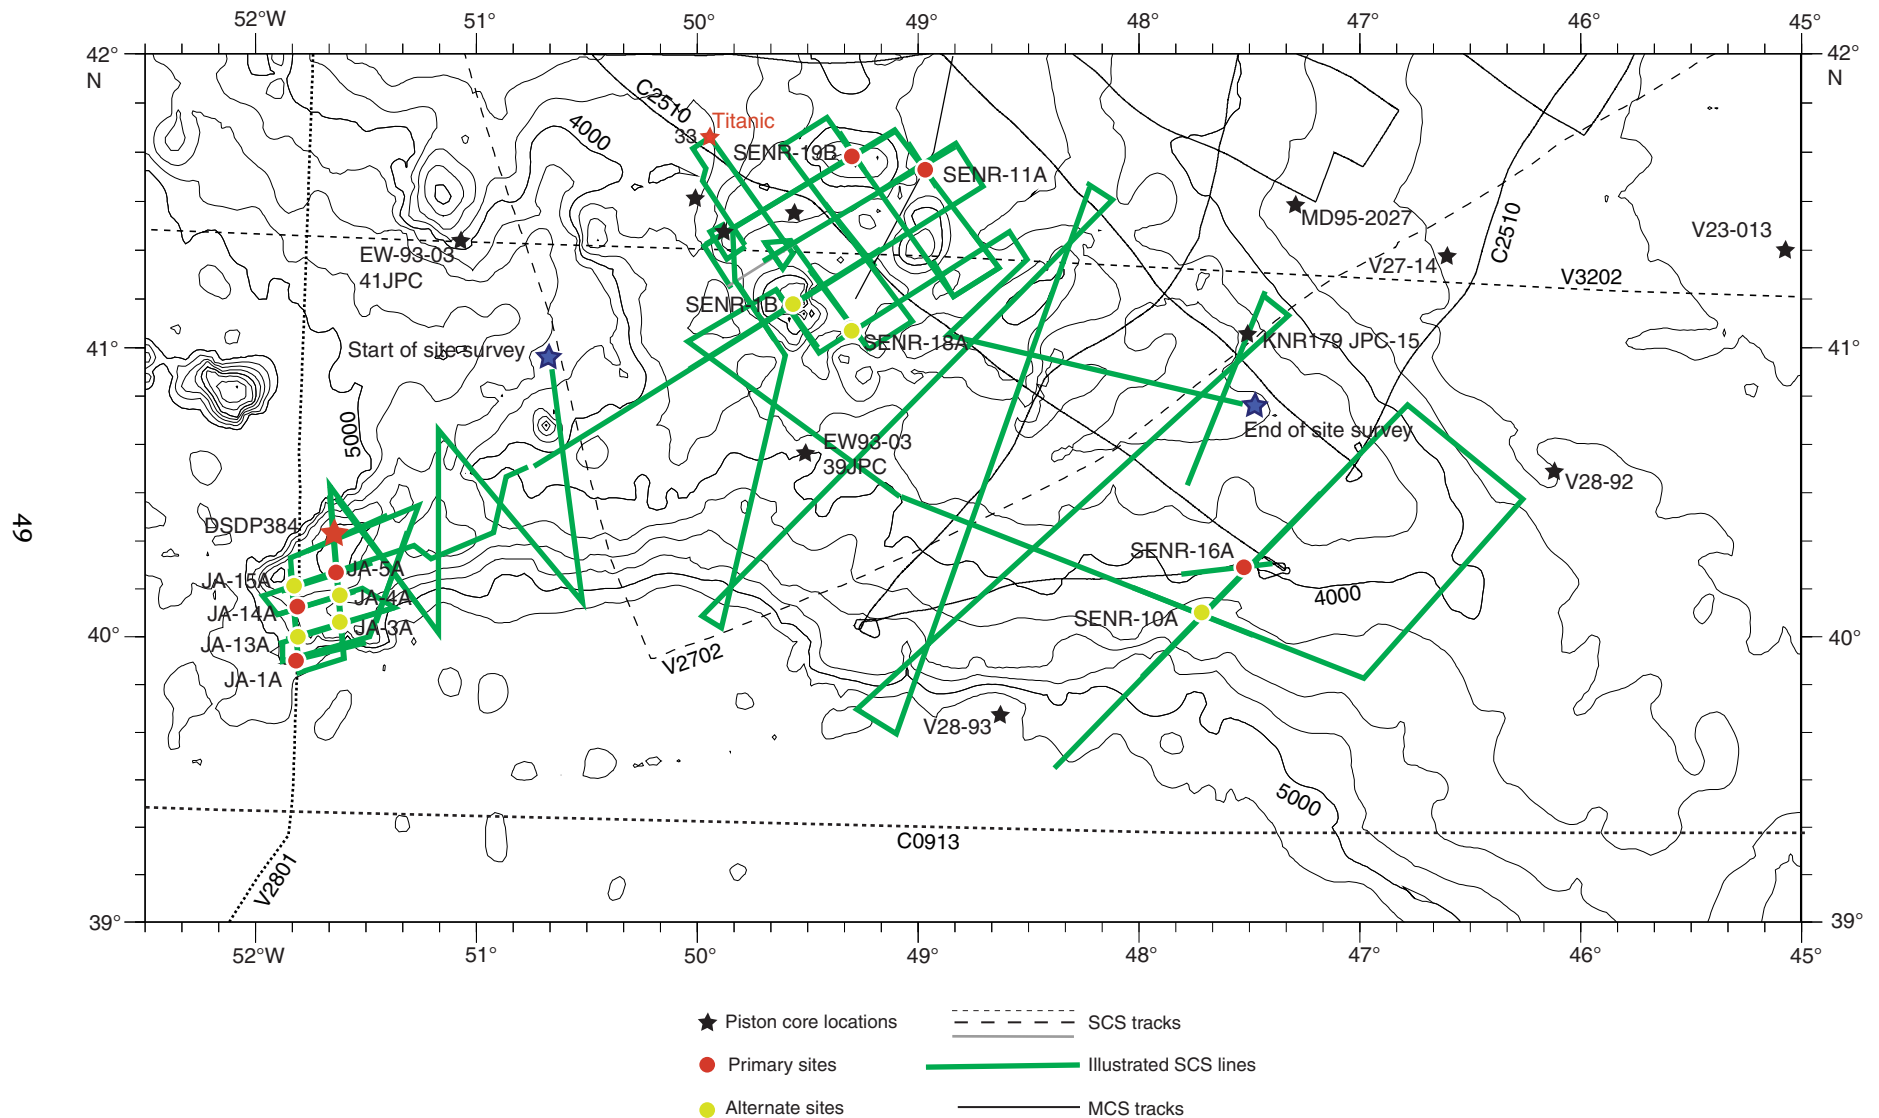 52°W 51° 50° 49° 48° 47° 46° 45°
42° 42°
N N
C2510
Titanic
33
4000
SENR-19B
SENR-11A
MD95-2027
C2510
V23-013
EW-93-03
41JPC
V27-14
V3202
SENR-1B
Start of site survey
SENR-18A
KNR179 JPC-15
41° 41°
5000
End of site survey
EW93-03
39JPC
V28-92
49
DSDP384
SENR-16A
JA-15A JA-5A
JA-4A
4000
JA-14A
SENR-10A
JA-3A
40° 40°
JA-13A
V2702
JA-1A
V28-93
5000
C0913
V2801
39° 39°
52°W 51° 50° 49° 48° 47° 46° 45°
Piston core locations SCS tracks
Primary sites Illustrated SCS lines
Alternate sites MCS tracks